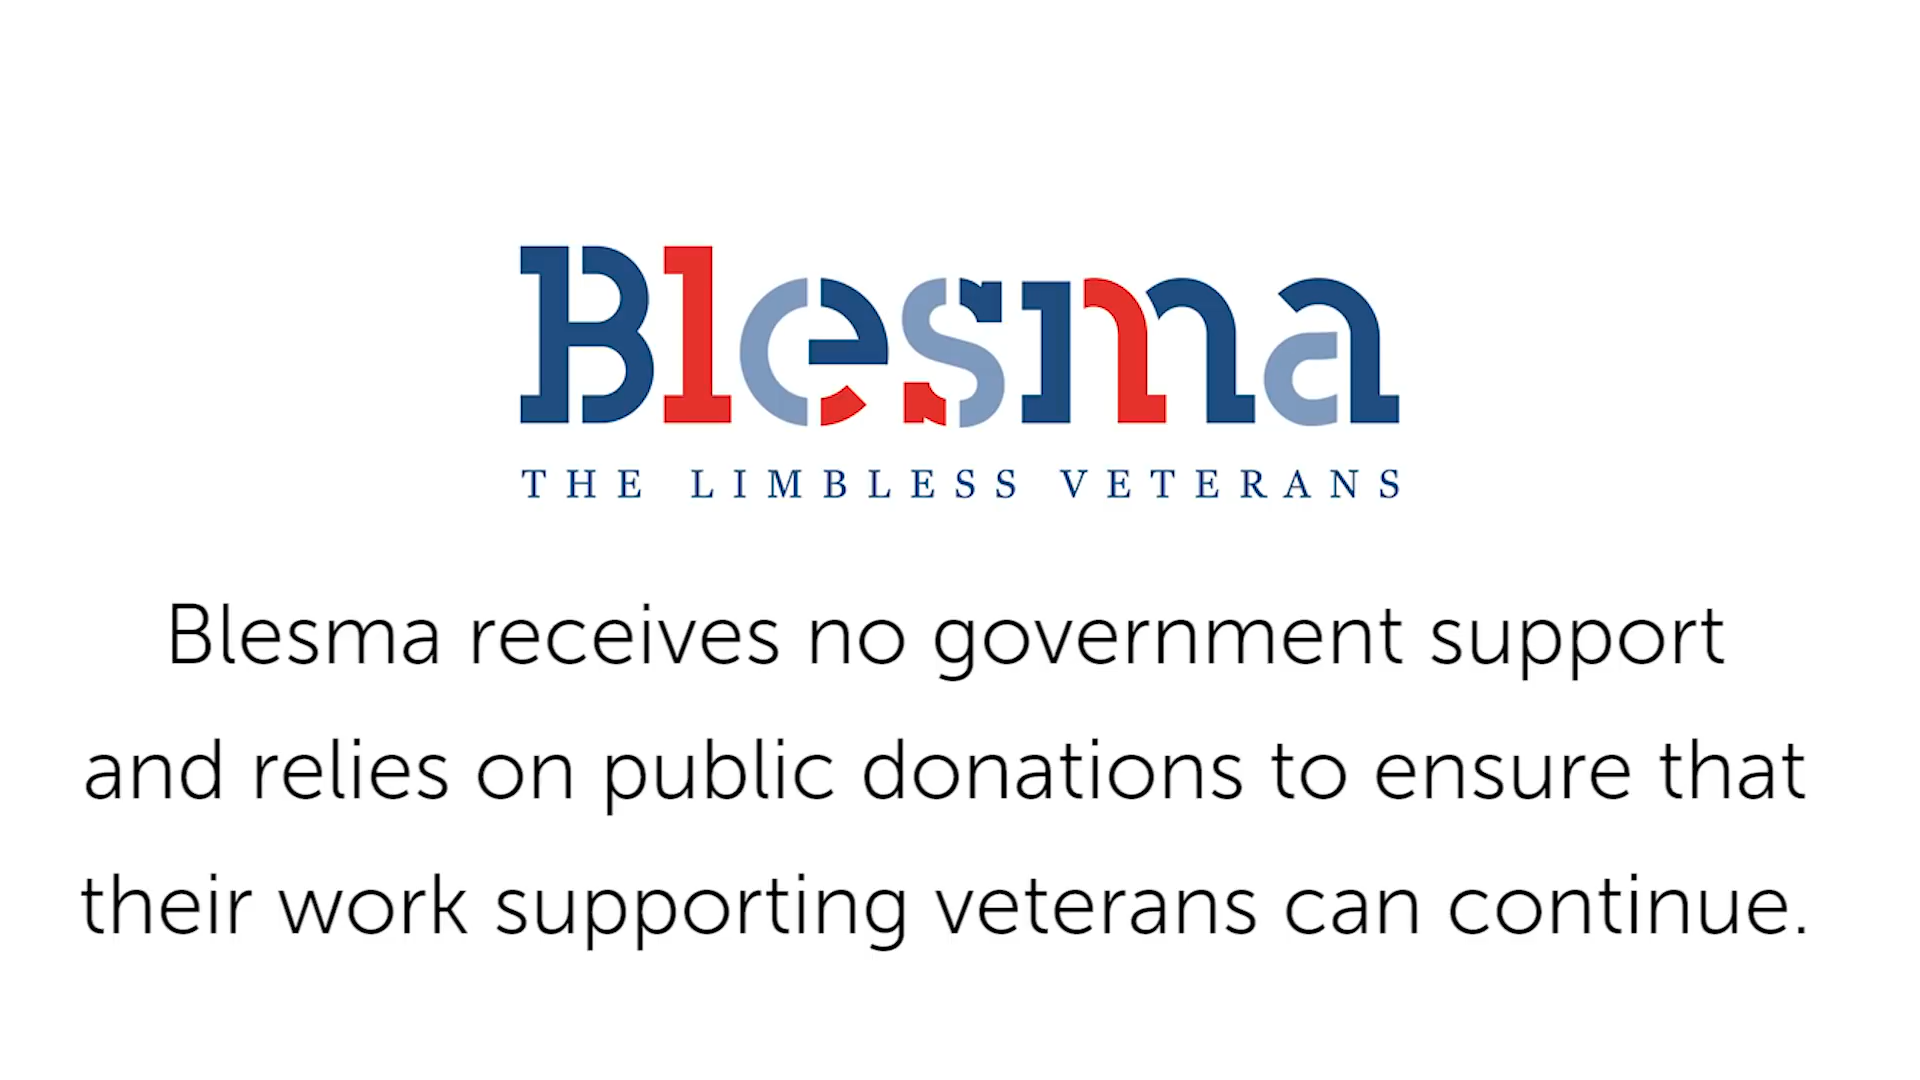 Blesma
THE LIMBLESS VETERANS
Blesma receives no government support
and relies on public donations to ensure that
their work supporting veterans can continue.